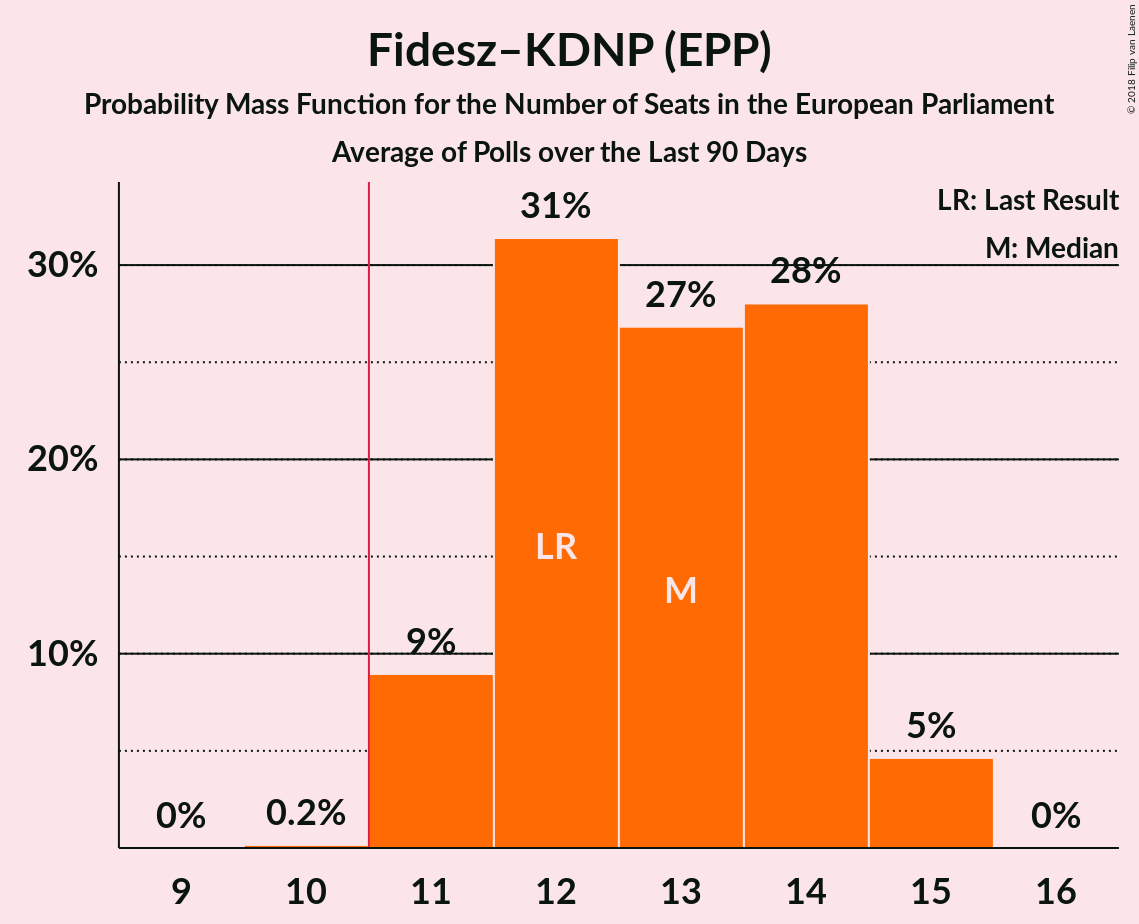 Fidesz–KDNP (EPP)
Probability Mass Function for the Number of Seats in the European Parliament
Average of Polls over the Last 90 Days
© 2018 Filip van Laenen
LR: Last Result
M: Median
30%
20%
10%
0%
0.2%
9%
31%
27%
28%
5%
0%
LR
M
9
10
11
12
13
14
15
16